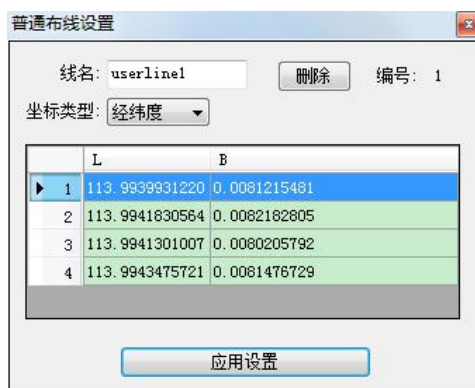 普通布线设置
线名: userline1 删除 编号: 1
坐标类型: 经纬度
L B
1 113.9939931220 0.0081215481
2 113.9941830564 0.0082182805
3 113.9941301007 0.0080205792
4 113.9943475721 0.0081476729
应用设置